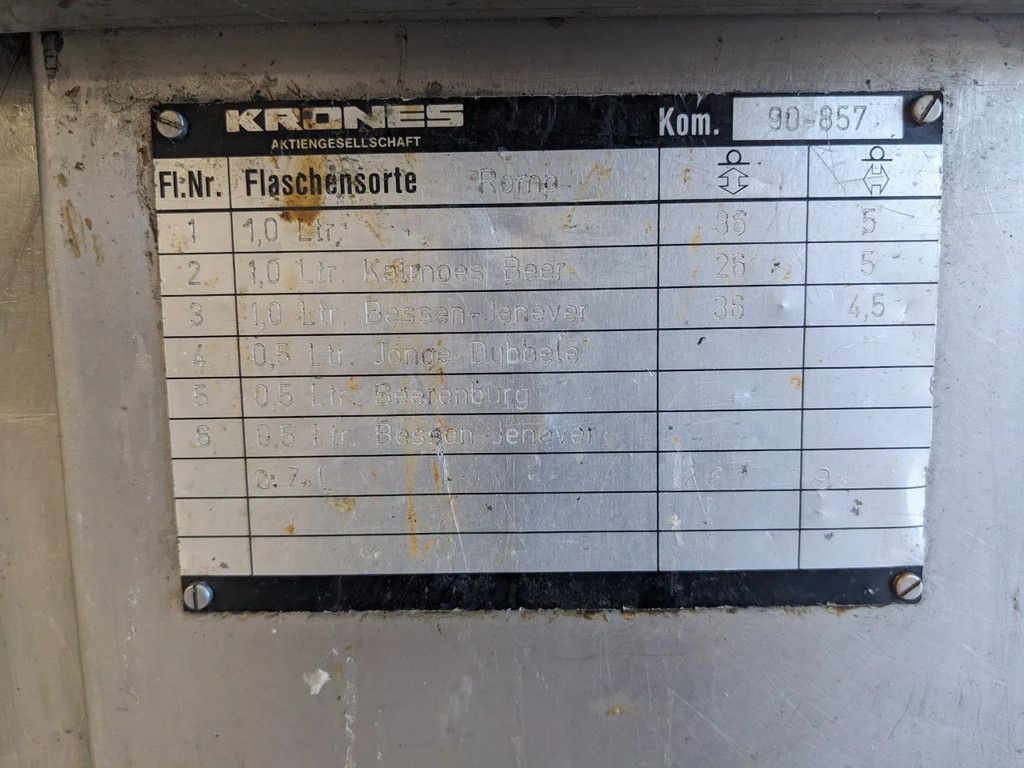 KRONES Kom. 90-857
AKTIENGESELLSCHAFT
Fl:Nr. Flaschensorte Romp
1 1,0 Ltr. 36 5
2 1,0 Ltr. Kalmoes Beer. 26 5
3 1,0 Ltr. Bessen-Jenever 36 4,5
4 0,5 Ltr. Jonge Dubbele
5 0,5 Ltr. Beerenburg
6 0,5 Ltr. Bessen-Jenever
0.7 L